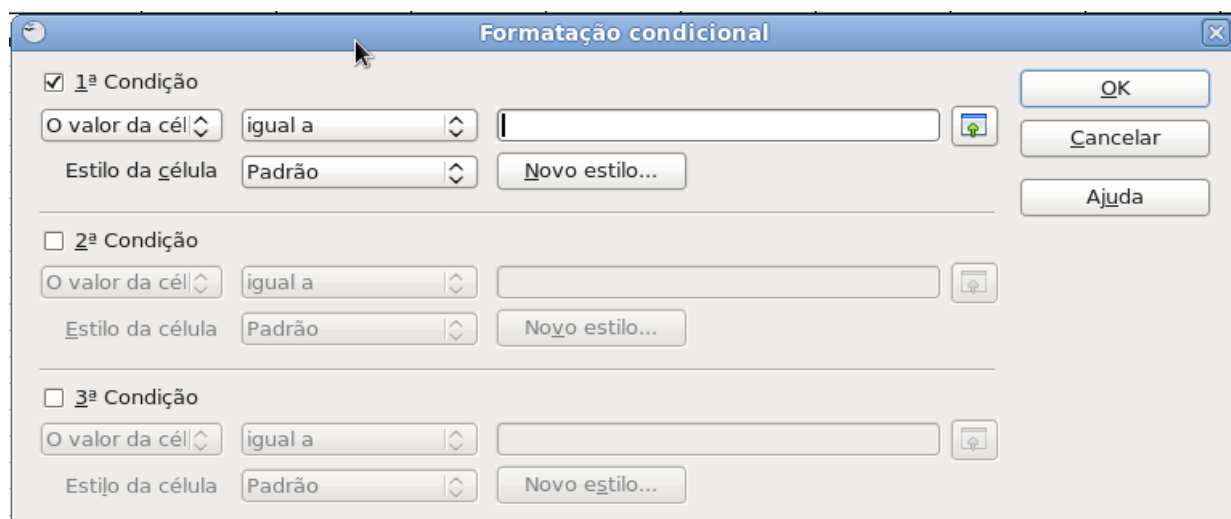 Formatação condicional
1ª Condição
O valor da cél igual a
Estilo da célula Padrão Novo estilo...
2ª Condição
O valor da cél igual a
Estilo da célula Padrão Novo estilo...
3ª Condição
O valor da cél igual a
Estilo da célula Padrão Novo estilo...
OK
Cancelar
Ajuda